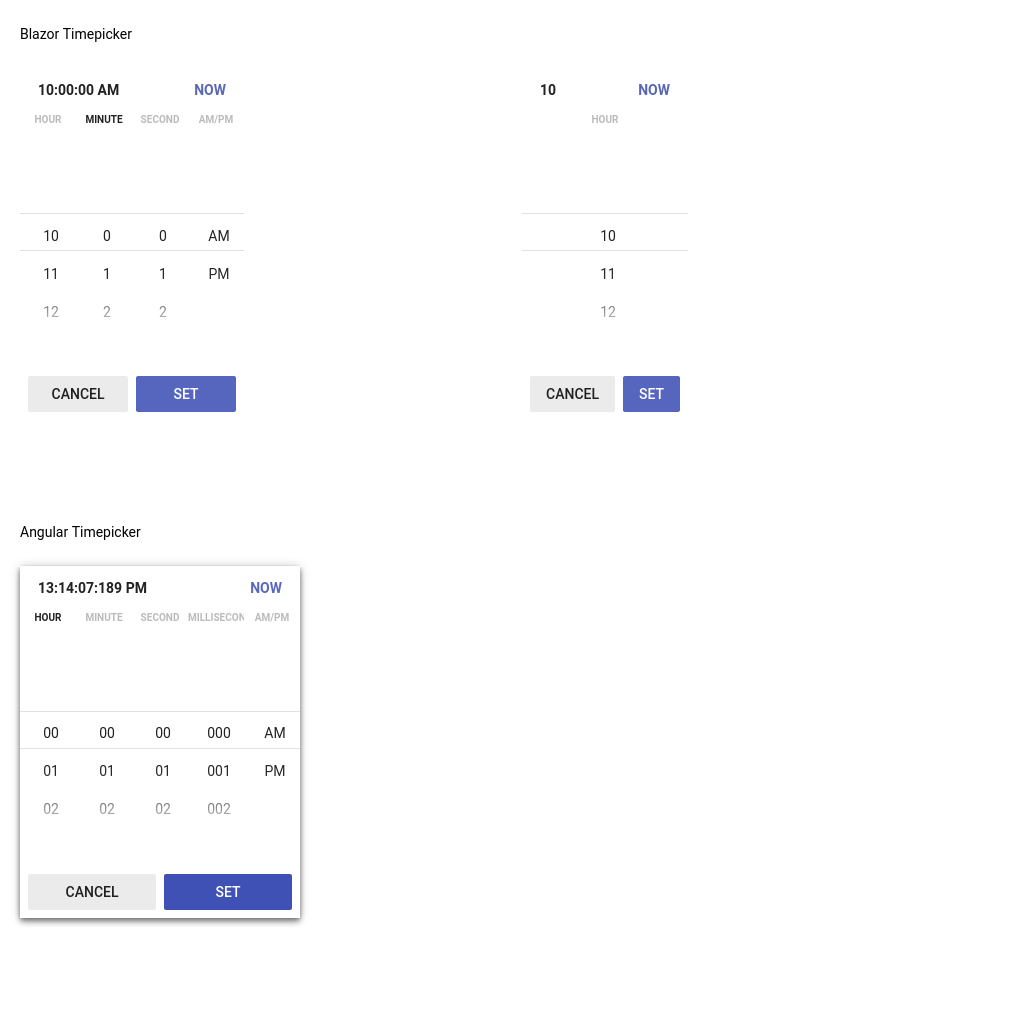 Blazor Timepicker
10:00:00 AM NOW
HOUR MINUTE SECOND AM/PM
10 0 0 AM
11 1 1 PM
12 2 2
CANCEL SET
10 NOW
HOUR
10
11
12
CANCEL SET
Angular Timepicker
13:14:07:189 PM NOW
HOUR MINUTE SECOND MILLISECON AM/PM
00 00 00 000 AM
01 01 01 001 PM
02 02 02 002
CANCEL SET